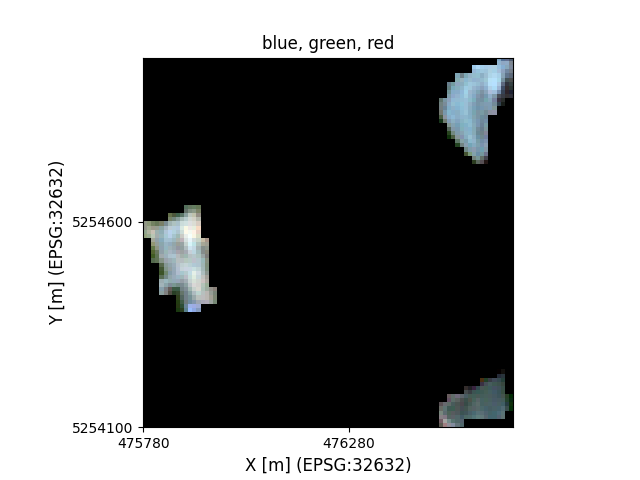 blue, green, red
Y [m] (EPSG:32632)
5254600
5254100
475780
476280
X [m] (EPSG:32632)